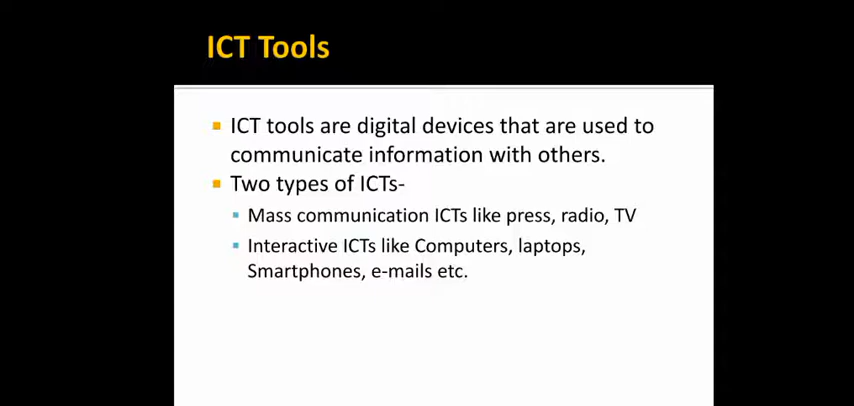 ICT Tools
ICT tools are digital devices that are used to
communicate information with others.
Two types of ICTs-
Mass communication ICTs like press, radio, TV
Interactive ICTs like Computers, laptops,
Smartphones, e-mails etc.